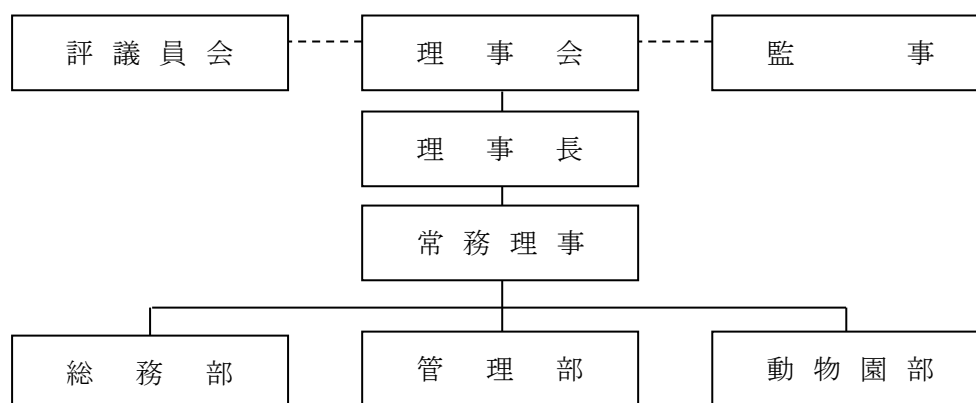 評議員会 理事会 監事
理事長
常務理事
総務部 管理部 動物園部